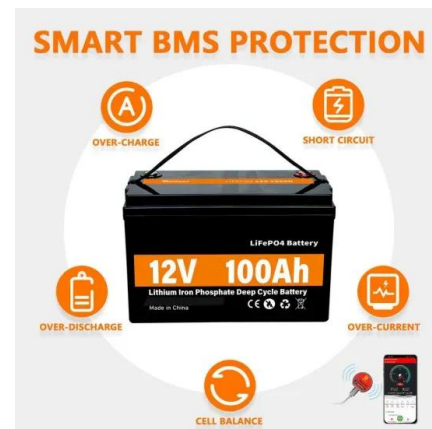 SMART BMS PROTECTION
OVER-CHARGE
SHORT CIRCUIT
LiFePO4 Battery
12V 100Ah
Lithium Iron Phosphate Deep Cycle Battery
Made in China
CE
OVER-DISCHARGE
OVER-CURRENT
CELL BALANCE